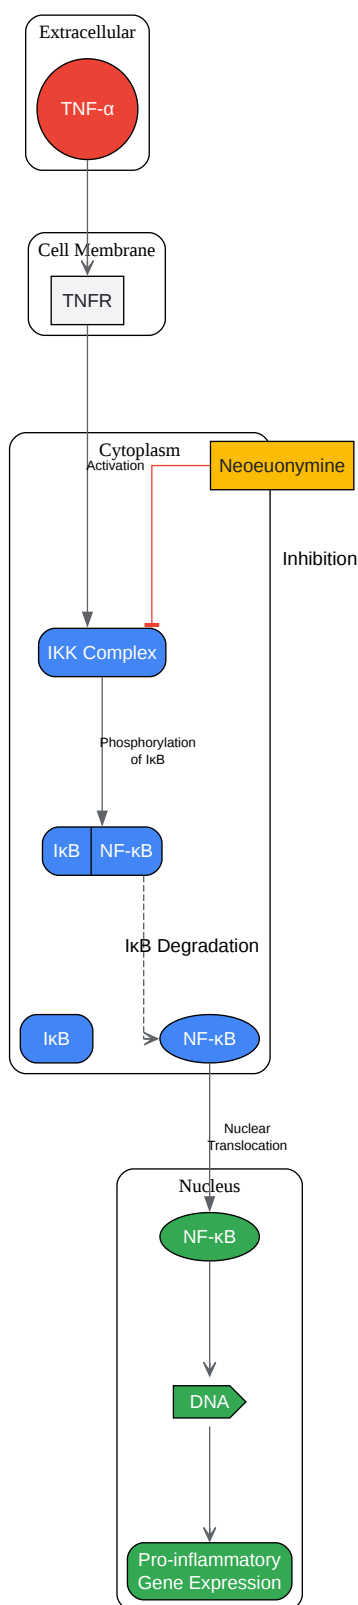 Extracellular
TNF-α
Cell Membrane
TNFR
Cytoplasm
Activation
Neoeuonymine
Inhibition
IKK Complex
Phosphorylation
of IκB
IκB
NF-κB
IκB Degradation
IκB
NF-κB
Nuclear
Translocation
Nucleus
NF-κB
DNA
Pro-inflammatory
Gene Expression